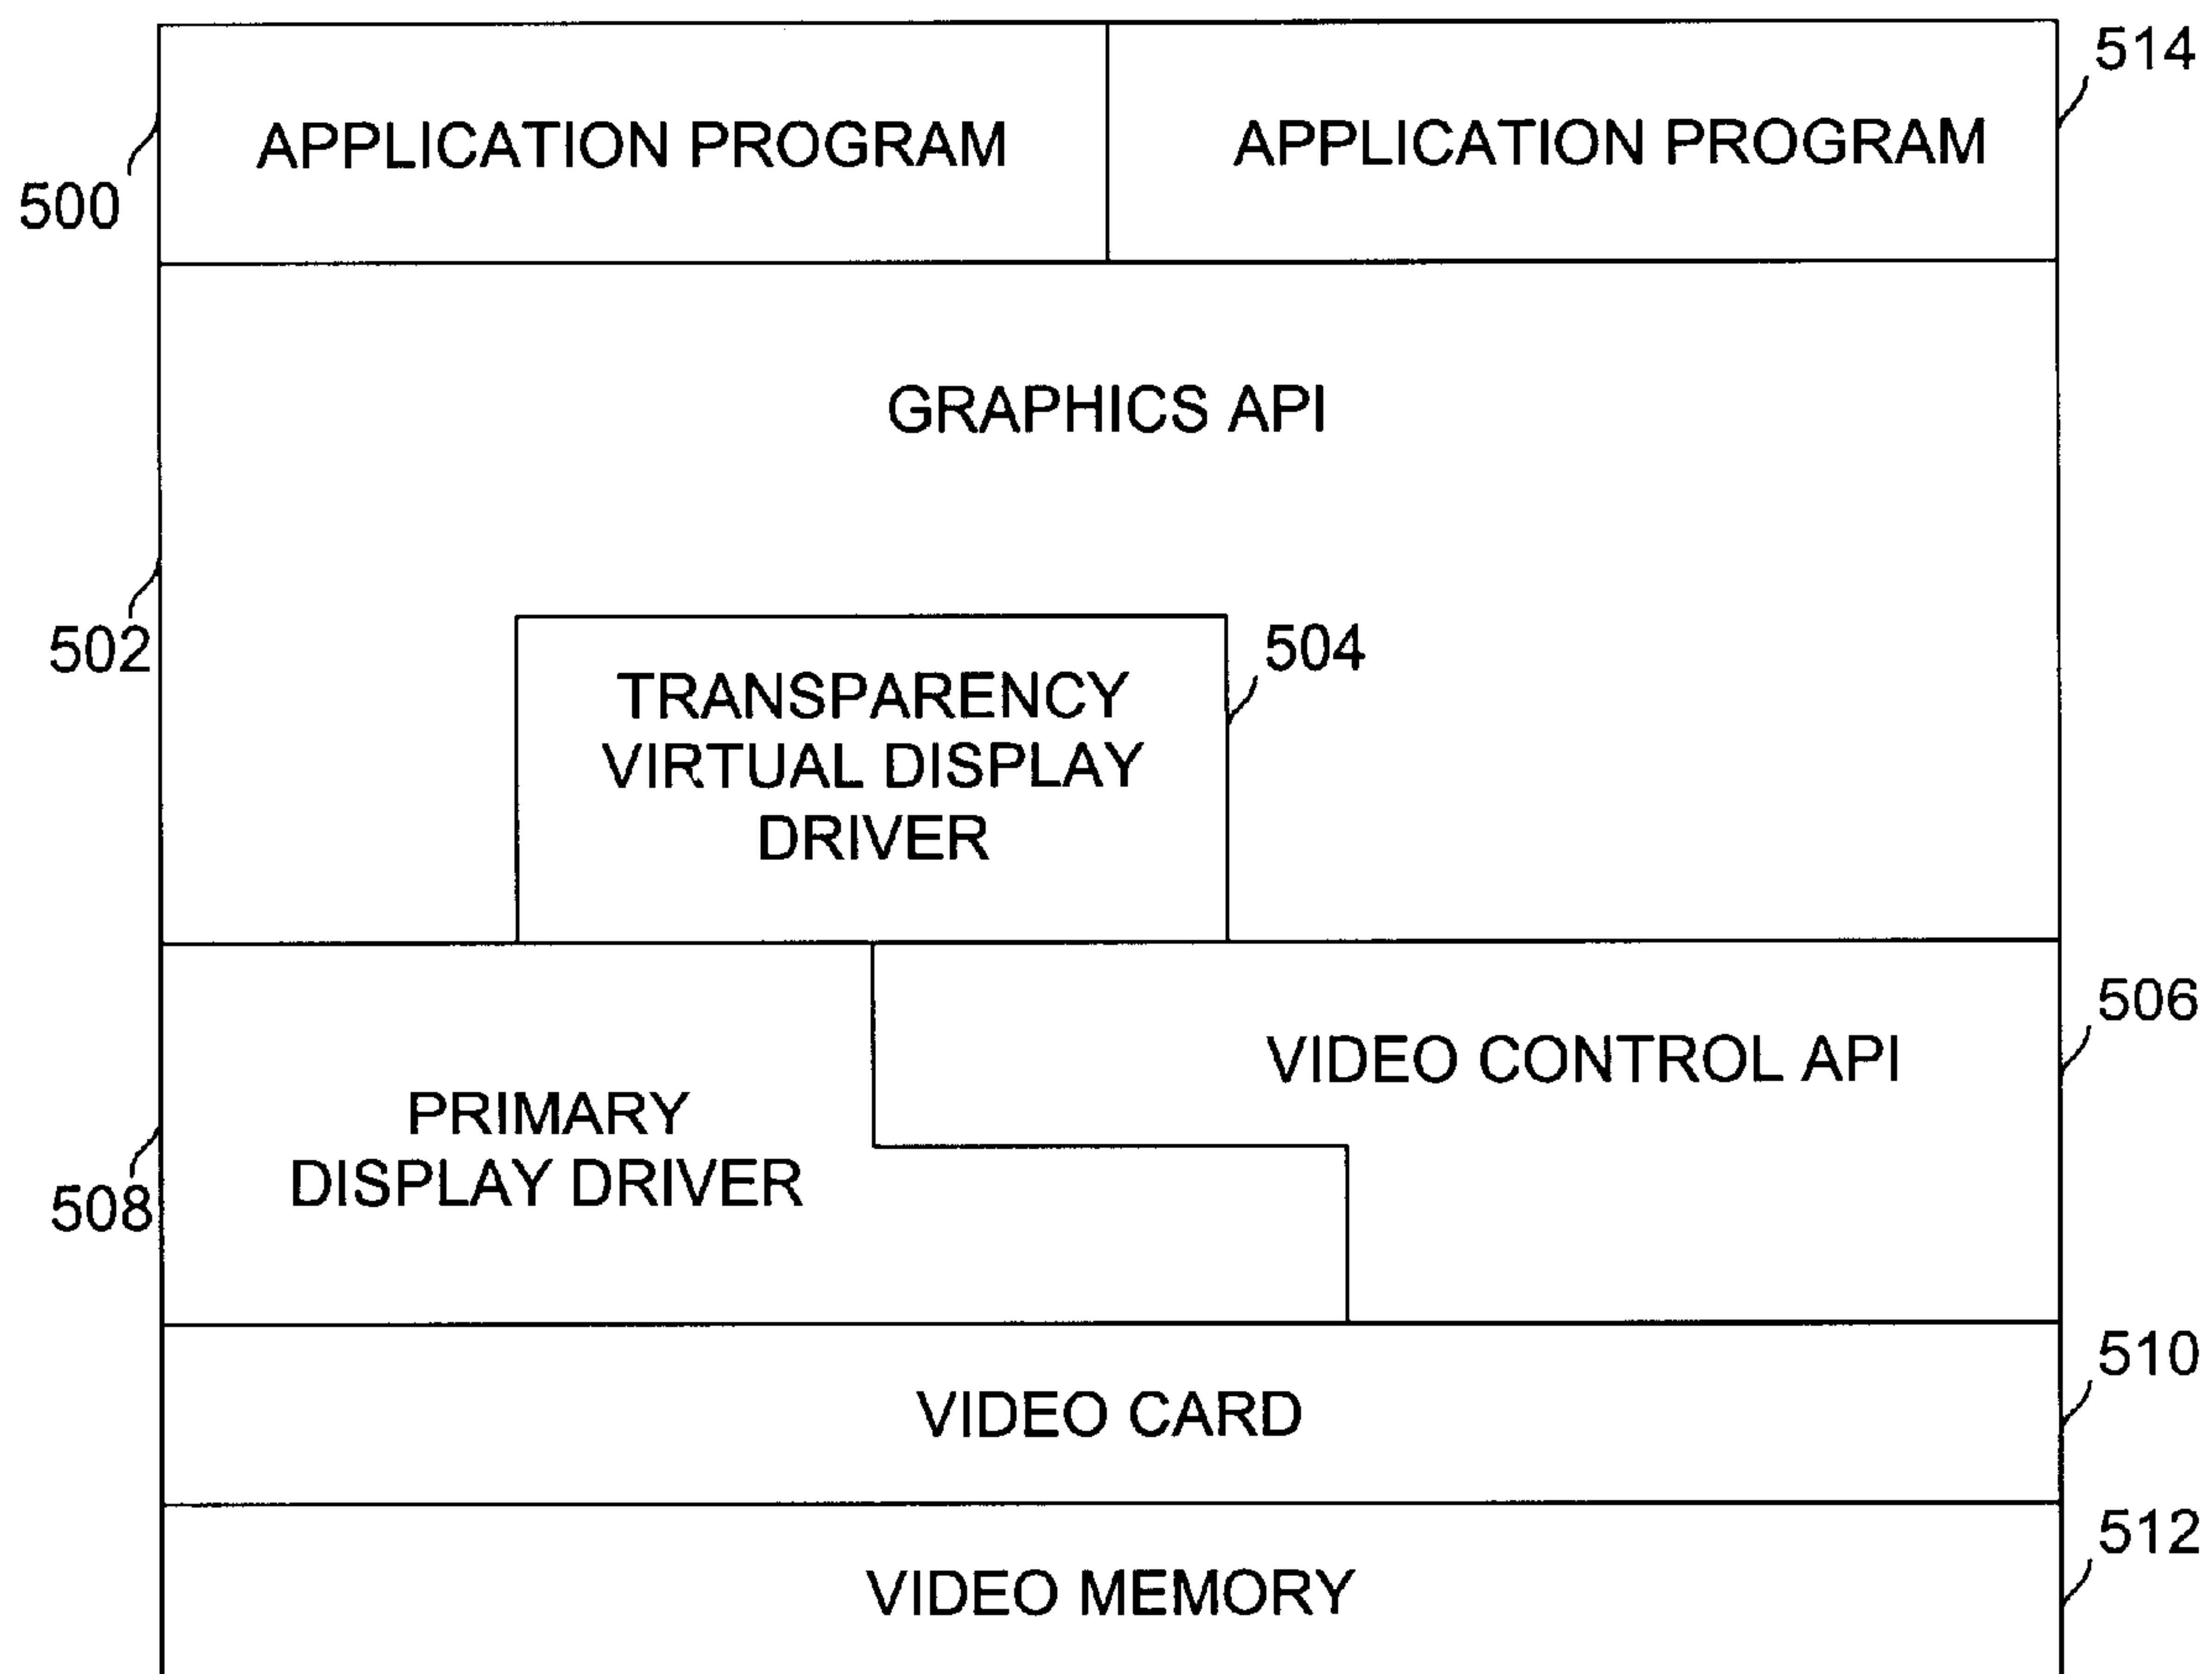 514
APPLICATION PROGRAM
APPLICATION PROGRAM
500
GRAPHICS API
502
504
TRANSPARENCY
VIRTUAL DISPLAY
DRIVER
506
VIDEO CONTROL API
PRIMARY
DISPLAY DRIVER
508
510
VIDEO CARD
512
VIDEO MEMORY